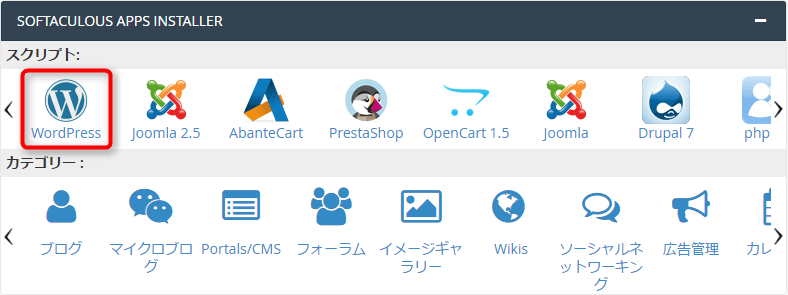 SOFTACULOUS APPS INSTALLER
スクリプト:
WordPress Joomla 2.5 AbanteCart PrestaShop OpenCart 1.5 Joomla Drupal 7 php
カテゴリー :
ブログ マイクロブロ Portals/CMS フォーラム イメージギャ Wikis ソーシャルネ 広告管理 カレ
グ ラリー ットワーキン
グ